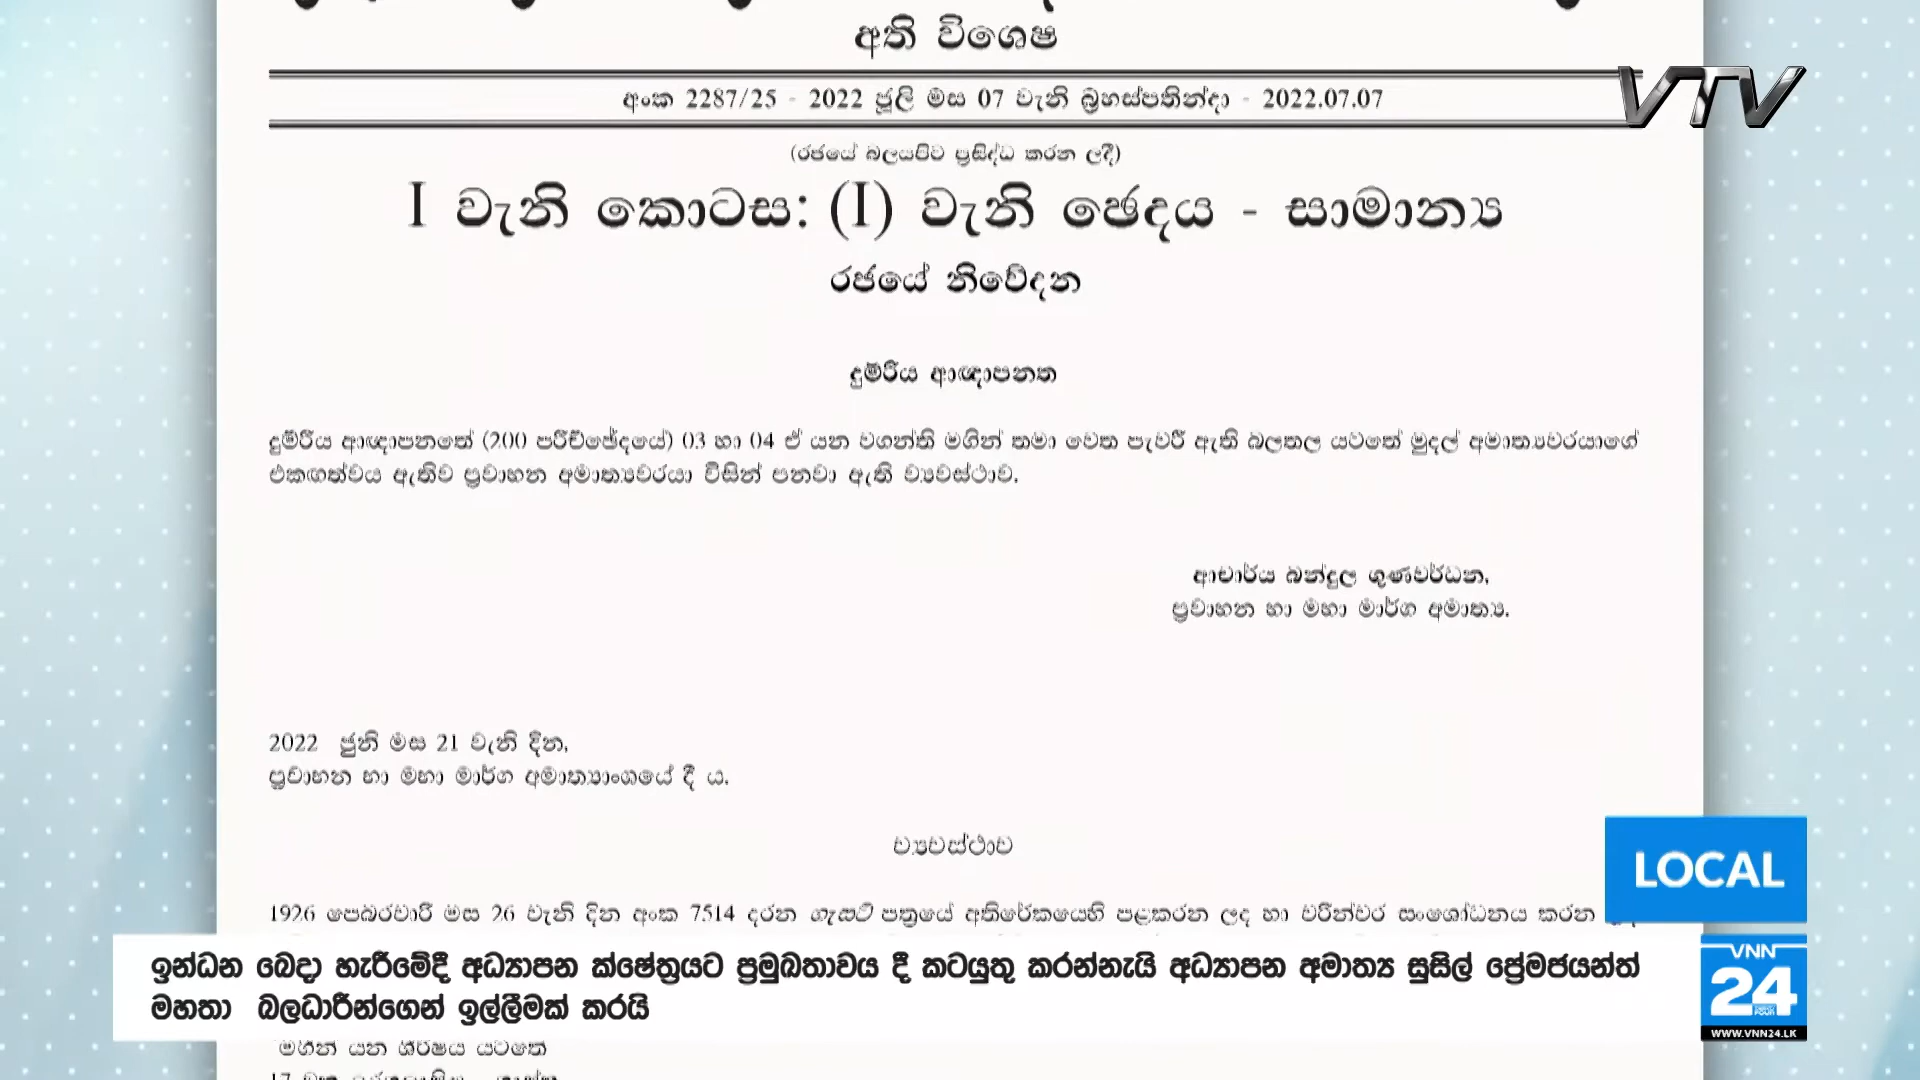 අති විශෙෂ
VTV
අංක 2287/25 - 2022 ජූලි මස 07 වැනි බ්‍රහස්පතින්දා - 2022.07.07
(රජයේ බලයපිට ප්‍රසිද්ධ කරන ලදී)
I වැනි කොටස: (I) වැනි ඡෙදය - සාමාන්‍ය
රජයේ නිවේදන
දුම්රිය ආඥාපනත
දුම්රිය ආඥාපනතේ (200 පරිච්ඡේදයේ) 03 හා 04 ඒ යන වගන්ති මගින් තමා වෙත පැවරී ඇති බලතල යටතේ මුදල් අමාත්‍යවරයාගේ
එකඟත්වය ඇතිව ප්‍රවාහන අමාත්‍යවරයා විසින් පනවා ඇති ව්‍යවස්ථාව.
ආචාර්ය බන්දුල ගුණවර්ධන,
ප්‍රවාහන හා මහා මාර්ග අමාත්‍ය.
2022 ජුනි මස 21 වැනි දින,
ප්‍රවාහන හා මහා මාර්ග අමාත්‍යාංශයේ දී ය.
ව්‍යවස්ථාව
1926 පෙබරවාරි මස 26 වැනි දින අංක 7514 දරන ගැසට් පත්‍රයේ අතිරේකයෙහි පළකරන ලද හා වරින්වර සංශෝධනය කරන
LOCAL
ඉන්ධන බෙදා හැරීමේදී අධ්‍යාපන ක්ෂේත්‍රයට ප්‍රමුඛතාවය දී කටයුතු කරන්නැයි අධ්‍යාපන අමාත්‍ය සුසිල් ප්‍රේමජයන්ත්
මහතා බලධාරීන්ගෙන් ඉල්ලීමක් කරයි
VNN
24
WWW.VNN24.LK
මගින් යන ශීර්ෂය යටතේ